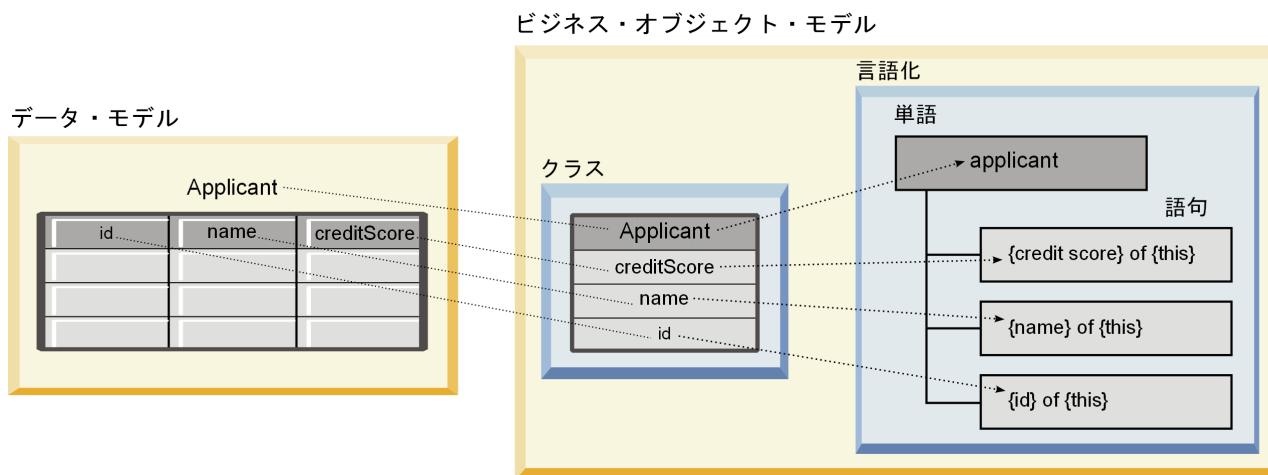 データ・モデル
Applicant
id name creditScore
ビジネス・オブジェクト・モデル
クラス
Applicant
creditScore
name
id
言語化
単語
applicant
語句
{credit score} of {this}
{name} of {this}
{id} of {this}